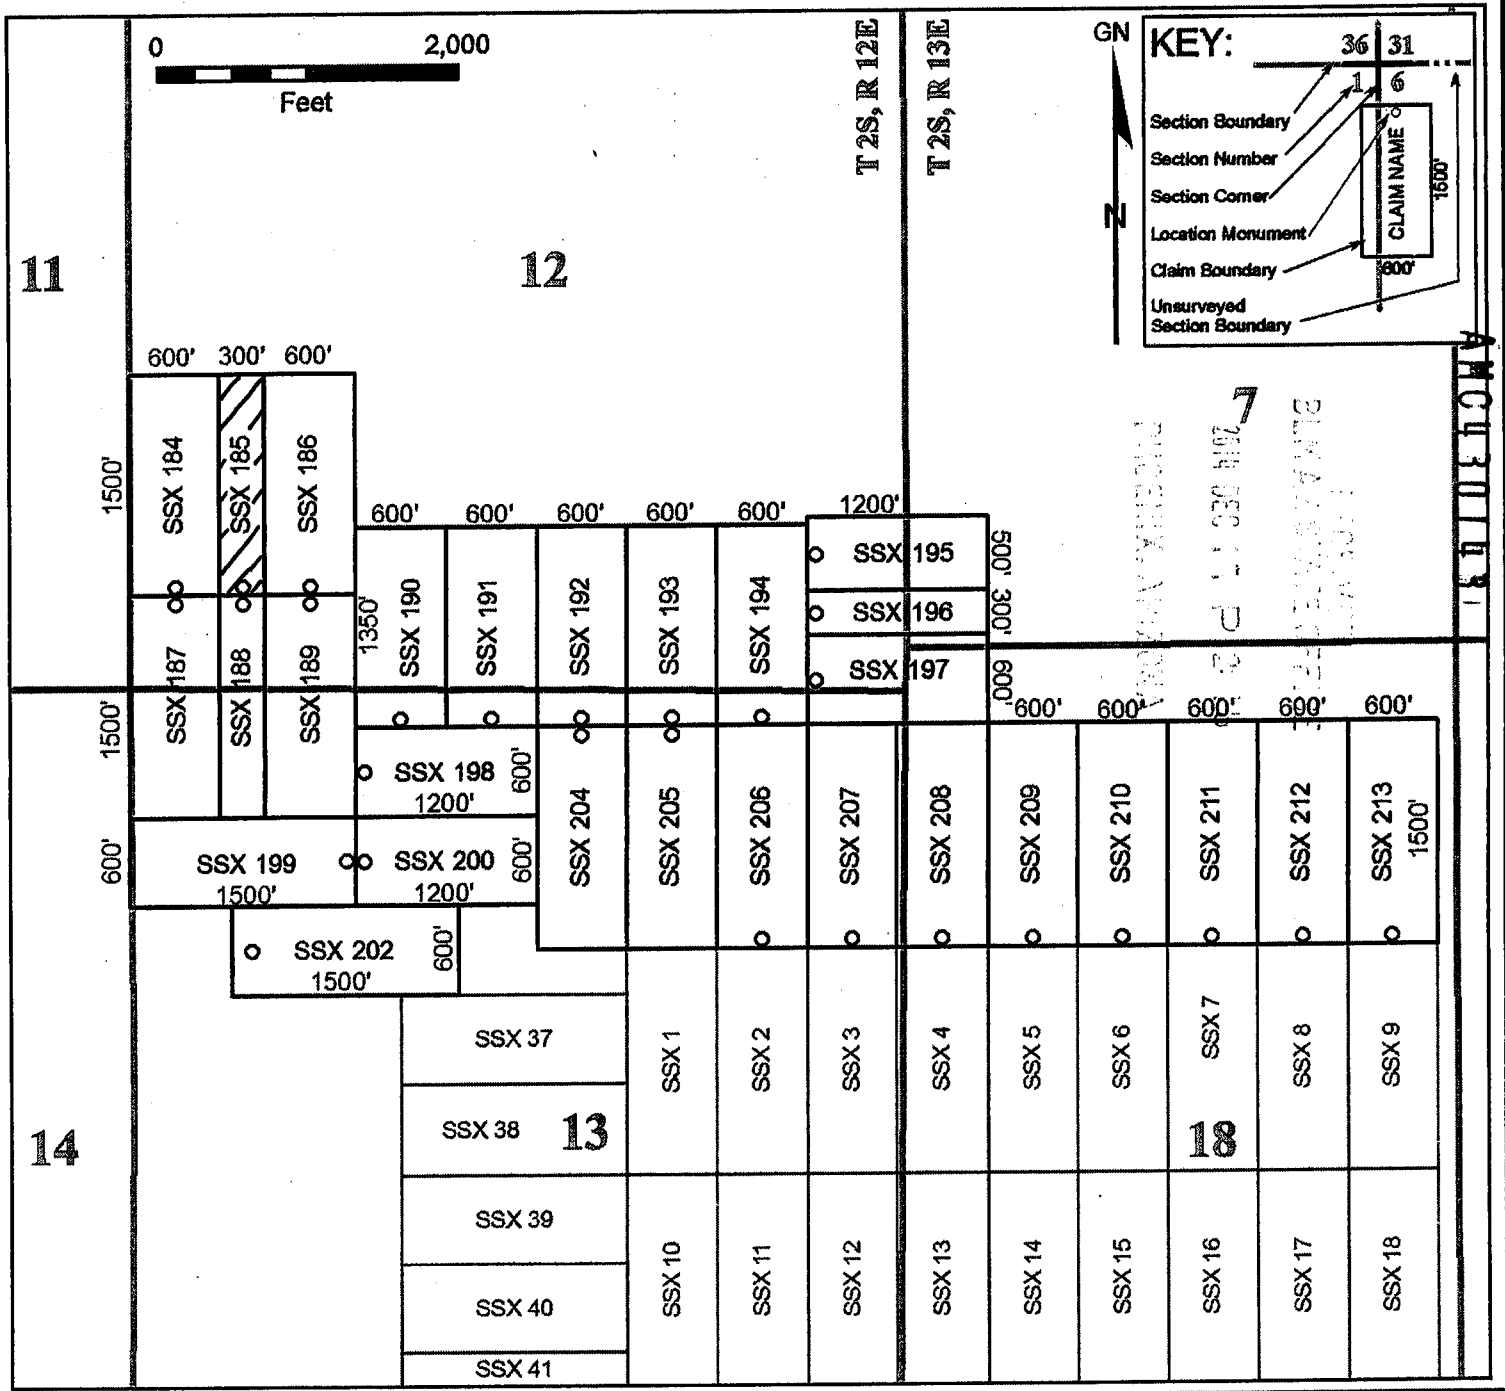 0 2,000
Feet
T 2S, R 12E
T 2S, R 13E
GN
N
KEY:
36 31
1 6
Section Boundary
Section Number
Section Corner
Location Monument
Claim Boundary
Unsurveyed
Section Boundary
CLAIM NAME
1500'
600'
11
12
7
600' 300' 600'
1500'
SSX 184
SSX 185
SSX 186
600' 600' 600' 600' 600' 1200'
1350'
SSX 190
SSX 191
SSX 192
SSX 193
SSX 194
SSX 195
500'
SSX 196
300'
SSX 197
600'
SSX 187
SSX 188
SSX 189
1500'
600' 600' 600' 600' 600'
SSX 198
1200'
600'
SSX 199
1500'
600'
SSX 200
1200'
600'
SSX 202
1500'
600'
SSX 204
SSX 205
SSX 206
SSX 207
SSX 208
SSX 209
SSX 210
SSX 211
SSX 212
SSX 213
1500'
SSX 37
SSX 1
SSX 2
SSX 3
SSX 4
SSX 5
SSX 6
SSX 7
SSX 8
SSX 9
14
SSX 38
13
18
SSX 39
SSX 40
SSX 41
SSX 10
SSX 11
SSX 12
SSX 13
SSX 14
SSX 15
SSX 16
SSX 17
SSX 18